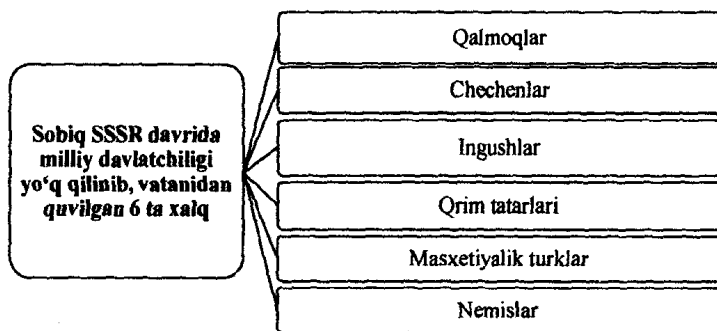 Sobiq SSSR davrida
milliy davlatchiligi
yo‘q qilinib, vatanidan
quvilgan 6 ta xalq
Qalmoqlar
Chechenlar
Ingushlar
Qrim tatarlari
Masxetiyalik turklar
Nemislar